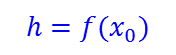 h = f(x₀)